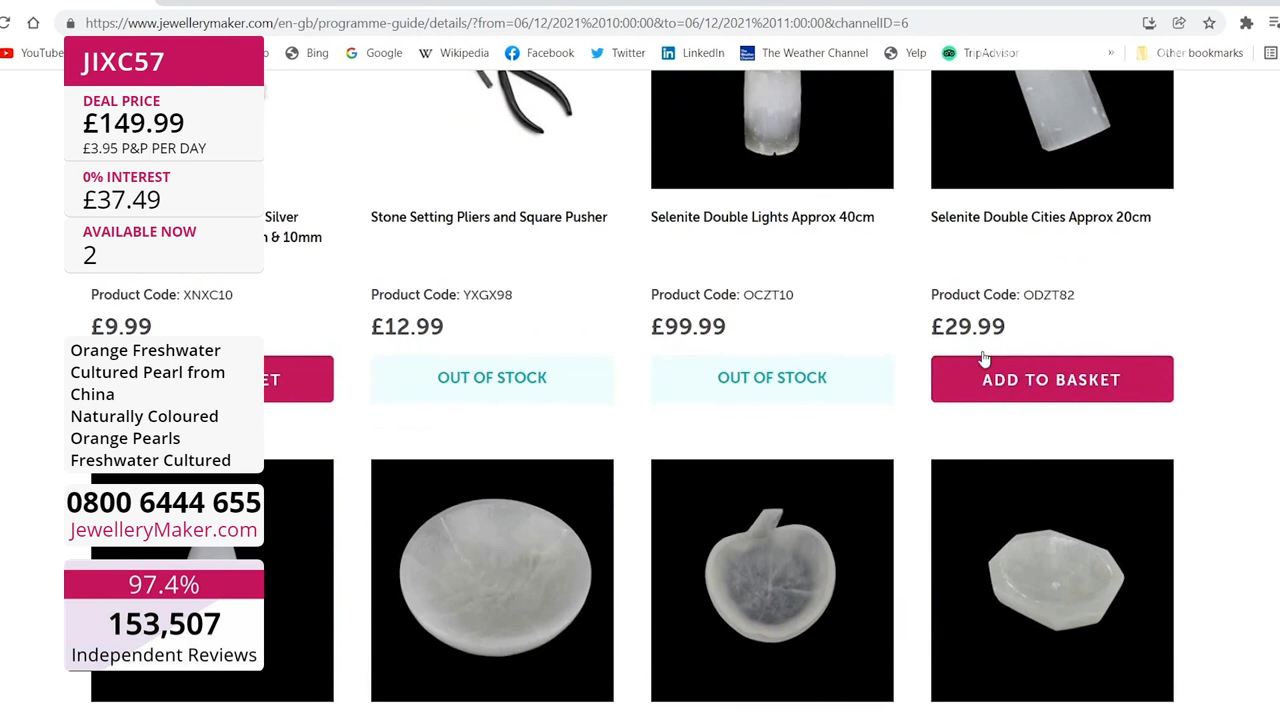 https://www.jewellerymaker.com/en-gb/programme-guide/details/?from=06/12/2021%2010:00:00&to=06/12/2021%2011:00:00&channelID=6
YouTube
Bing
Google
Wikipedia
Facebook
Twitter
LinkedIn
The Weather Channel
Yelp
TripAdvisor
»
Other bookmarks
JIXC57
DEAL PRICE
£149.99
£3.95 P&P PER DAY
0% INTEREST
£37.49
AVAILABLE NOW
2
Silver
& 10mm
Product Code: XNXC10
£9.99
Stone Setting Pliers and Square Pusher
Product Code: YXGX98
£12.99
OUT OF STOCK
Selenite Double Lights Approx 40cm
Product Code: OCZT10
£99.99
OUT OF STOCK
Selenite Double Cities Approx 20cm
Product Code: ODZT82
£29.99
ADD TO BASKET
Orange Freshwater
Cultured Pearl from
China
Naturally Coloured
Orange Pearls
Freshwater Cultured
0800 6444 655
JewelleryMaker.com
97.4%
153,507
Independent Reviews